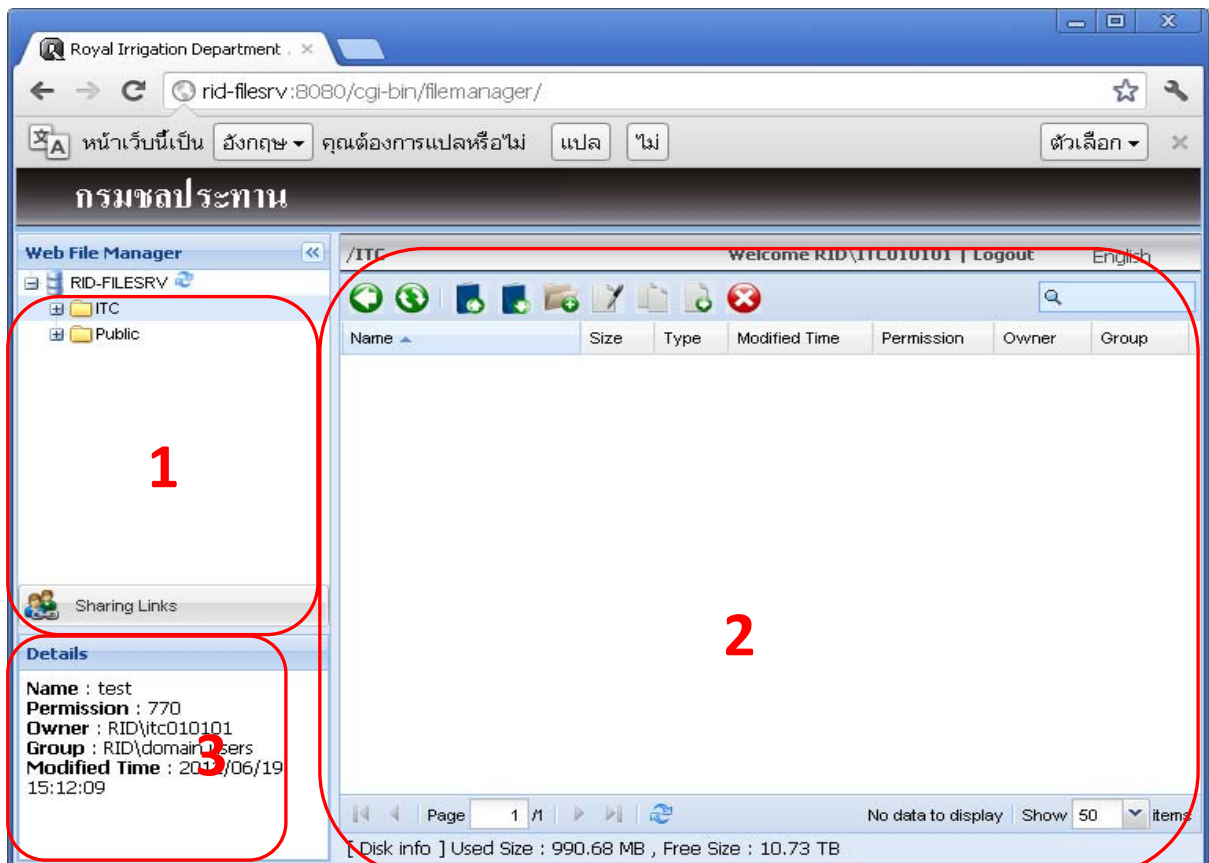 Royal Irrigation Department .
rid-filesrv:8080/cgi-bin/filemanager/
หน้าเว็บนี้เป็น อังกฤษ คุณต้องการแปลหรือไม่ แปล ไม่ ตัวเลือก
กรมชลประทาน
Web File Manager
RID-FILESRV
ITC
Public
1
Sharing Links
Details
Name : test
Permission : 770
Owner : RID\itc010101
Group : RID\domain users
Modified Time : 2012/06/19
15:12:09
3
/ITC Welcome RID\ITC010101 | Logout English
Name Size Type Modified Time Permission Owner Group
2
Page 1 /1 No data to display Show 50 items
[ Disk info ] Used Size : 990.68 MB , Free Size : 10.73 TB